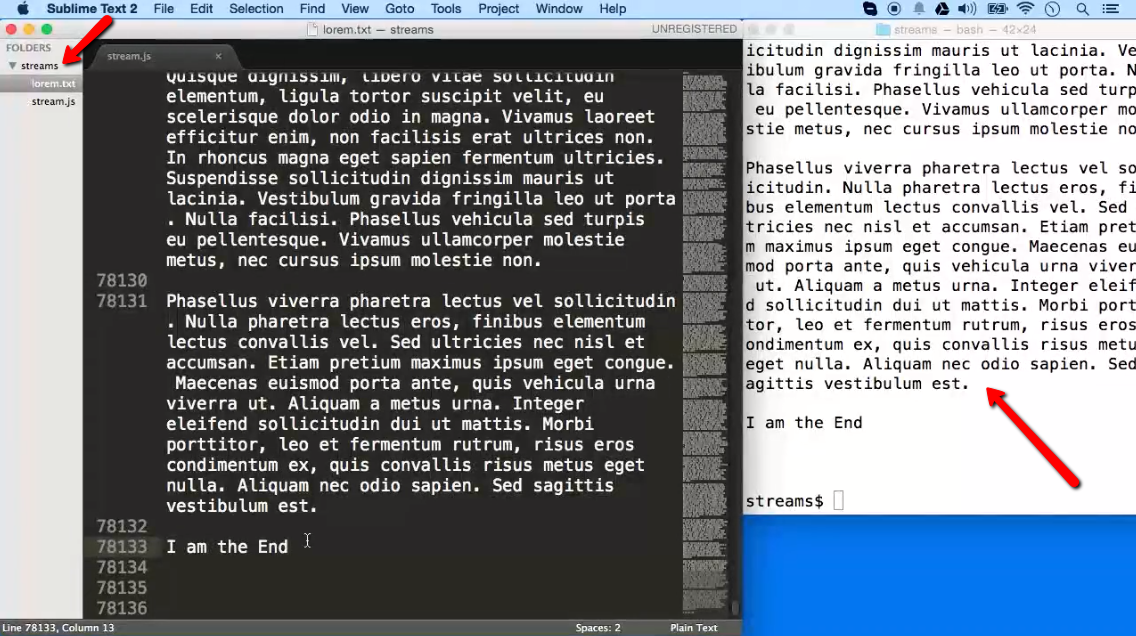 Sublime Text 2 File Edit Selection Find View Goto Tools Project Window Help
lorem.txt — streams
UNREGISTERED
streams — bash — 42×24
FOLDERS
streams
lorem.txt
stream.js
stream.js
Quisque dignissim, libero vitae sollicitudin
elementum, ligula tortor suscipit velit, eu
scelerisque dolor odio in magna. Vivamus laoreet
efficitur enim, non facilisis erat ultrices non.
In rhoncus magna eget sapien fermentum ultricies.
Suspendisse sollicitudin dignissim mauris ut
lacinia. Vestibulum gravida fringilla leo ut porta
. Nulla facilisi. Phasellus vehicula sed turpis
eu pellentesque. Vivamus ullamcorper molestie
metus, nec cursus ipsum molestie non.
78130
78131 Phasellus viverra pharetra lectus vel sollicitudin
. Nulla pharetra lectus eros, finibus elementum
lectus convallis vel. Sed ultricies nec nisl et
accumsan. Etiam pretium maximus ipsum eget congue.
Maecenas euismod porta ante, quis vehicula urna
viverra ut. Aliquam a metus urna. Integer
eleifend sollicitudin dui ut mattis. Morbi
porttitor, leo et fermentum rutrum, risus eros
condimentum ex, quis convallis risus metus eget
nulla. Aliquam nec odio sapien. Sed sagittis
vestibulum est.
78132
78133 I am the End
78134
78135
78136
Line 78133, Column 13
Spaces: 2
Plain Text
icitudin dignissim mauris ut lacinia. Vest
ibulum gravida fringilla leo ut porta. N
la facilisi. Phasellus vehicula sed turp
eu pellentesque. Vivamus ullamcorper mole
stie metus, nec cursus ipsum molestie no
Phasellus viverra pharetra lectus vel so
icitudin. Nulla pharetra lectus eros, fi
bus elementum lectus convallis vel. Sed
tricies nec nisl et accumsan. Etiam pret
m maximus ipsum eget congue. Maecenas eu
mod porta ante, quis vehicula urna viver
ut. Aliquam a metus urna. Integer eleif
d sollicitudin dui ut mattis. Morbi port
tor, leo et fermentum rutrum, risus eros
ondimentum ex, quis convallis risus metu
eget nulla. Aliquam nec odio sapien. Sed
agittis vestibulum est.
I am the End
streams$